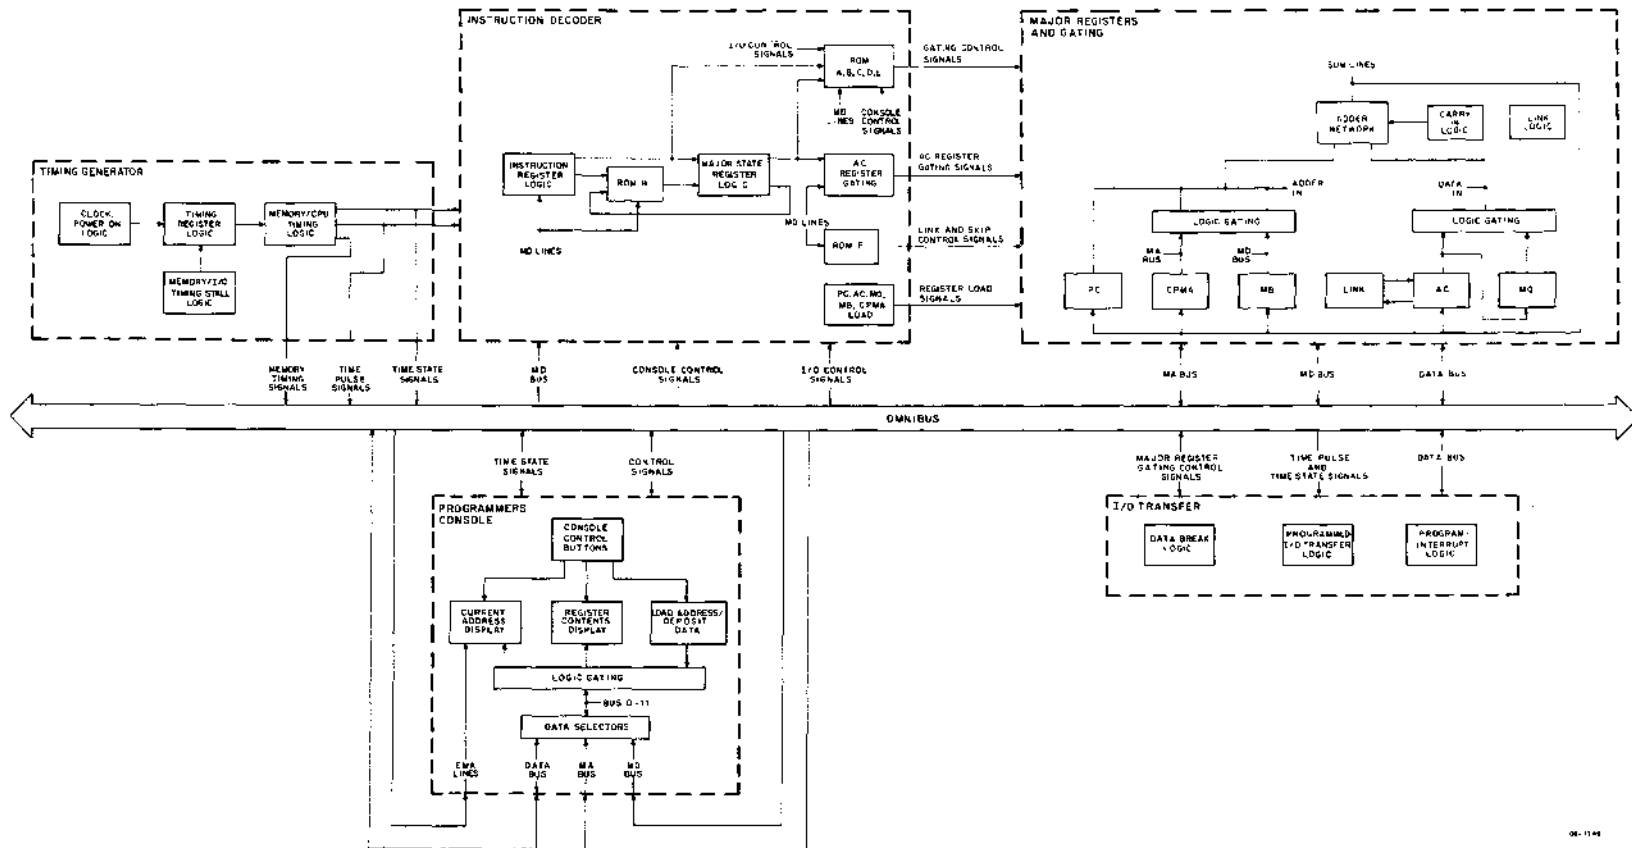 INSTRUCTION DECODER
MAJOR REGISTERS
AND GATING
I/O CONTROL
SIGNALS
ROM
A,B,C,D,E
GATING CONTROL
SIGNALS
MD
LINES
CONSOLE
CONTROL
SIGNALS
SUM LINES
ADDER
NETWORK
CARRY
IN
LOGIC
LINK
LOGIC
TIMING GENERATOR
INSTRUCTION
REGISTER
LOGIC
ROM
MAJOR STATE
REGISTER
LOGIC
AC
REGISTER
GATING
AC REGISTER
GATING SIGNALS
ADDER
IN
DATA
IN
CLOCK,
POWER ON
LOGIC
TIMING
REGISTER
LOGIC
MEMORY/CPU
TIMING
LOGIC
LOGIC GATING
LOGIC GATING
MD LINES
MD LINES
ROM F
LINK AND SKIP
CONTROL SIGNALS
MA
BUS
MD
BUS
MEMORY/I/O
TIMING STALL
LOGIC
PC, AC, MQ,
MB, CPMA
LOAD
REGISTER LOAD
SIGNALS
PC
CPMA
MB
LINK
AC
MQ
MEMORY
TIMING
SIGNALS
TIME
PULSE
SIGNALS
TIME STATE
SIGNALS
MD
BUS
CONSOLE CONTROL
SIGNALS
I/O CONTROL
SIGNALS
MA BUS
MD BUS
DATA BUS
OMNIBUS
TIME STATE
SIGNALS
CONTROL
SIGNALS
MAJOR REGISTER
GATING CONTROL
SIGNALS
TIME PULSE
AND
TIME STATE SIGNALS
DATA BUS
PROGRAMMERS
CONSOLE
CONSOLE
CONTROL
BUTTONS
I/O TRANSFER
DATA BREAK
LOGIC
PROGRAMMED
I/O TRANSFER
LOGIC
PROGRAM
INTERRUPT
LOGIC
CURRENT
ADDRESS
DISPLAY
REGISTER
CONTENTS
DISPLAY
LOAD ADDRESS/
DEPOSIT
DATA
LOGIC GATING
BUS 0-11
DATA SELECTORS
EMA
LINES
DATA
BUS
MA
BUS
MD
BUS